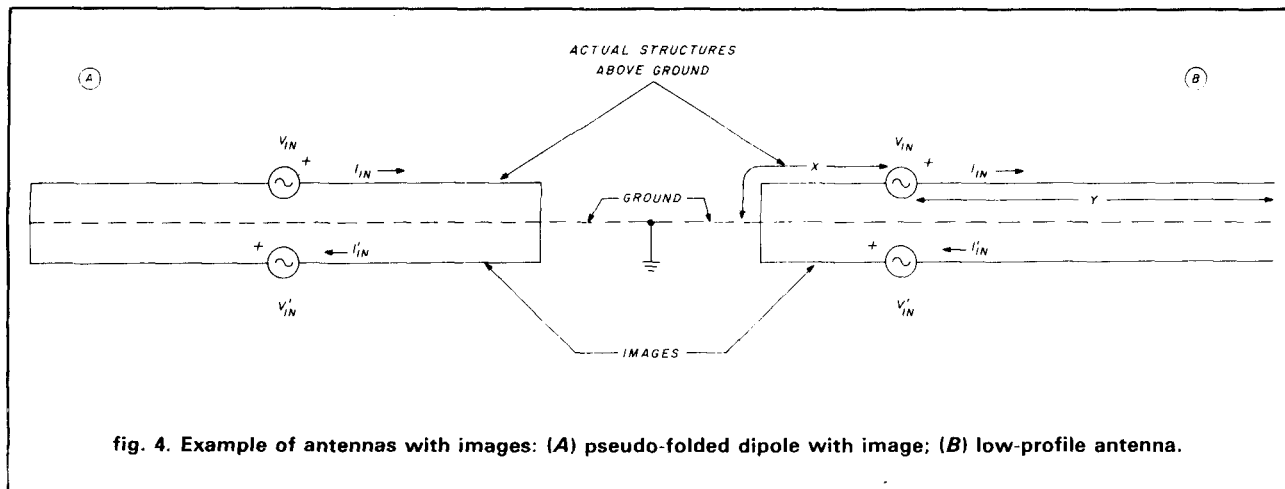 ACTUAL STRUCTURES
ABOVE GROUND
A
B
V_IN
+
I_IN
GROUND
+
I'_IN
V'_IN
X
V_IN
+
I_IN
Y
+
I'_IN
V'_IN
IMAGES
fig. 4. Example of antennas with images: (A) pseudo-folded dipole with image; (B) low-profile antenna.